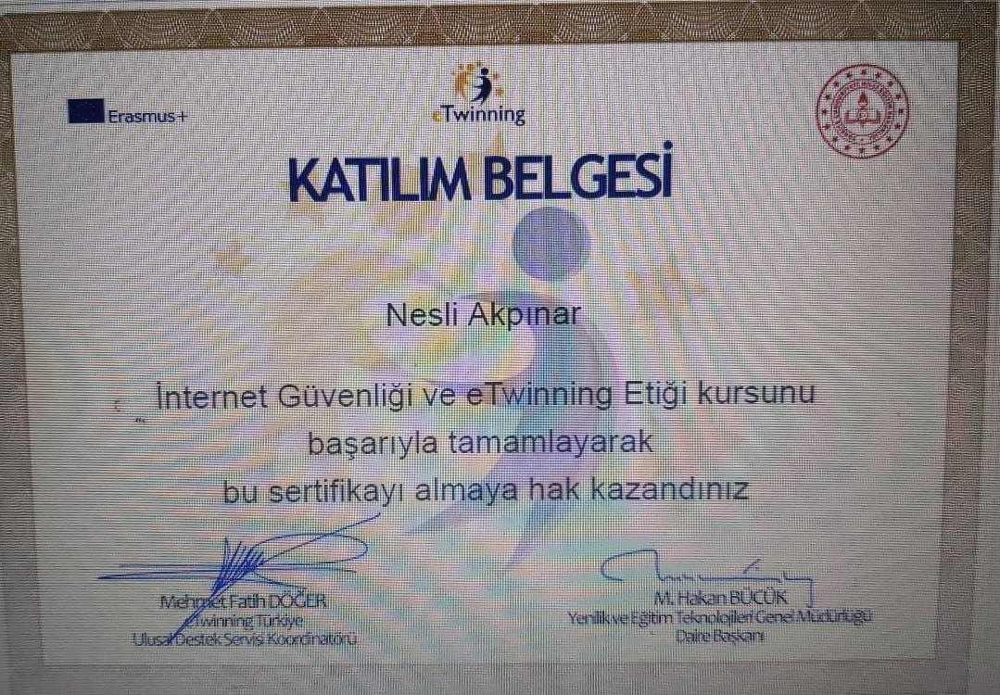 Erasmus+
eTwinning
KATILIM BELGESİ
Nesli Akpınar
İnternet Güvenliği ve eTwinning Etiği kursunu
başarıyla tamamlayarak
bu sertifikayı almaya hak kazandınız
Mehmet Fatih DÖĞER
eTwinning Türkiye
Ulusal Destek Servisi Koordinatörü
M. Hakan BÜCÜK
Yenilik ve Eğitim Teknolojileri Genel Müdürlüğü
Daire Başkanı